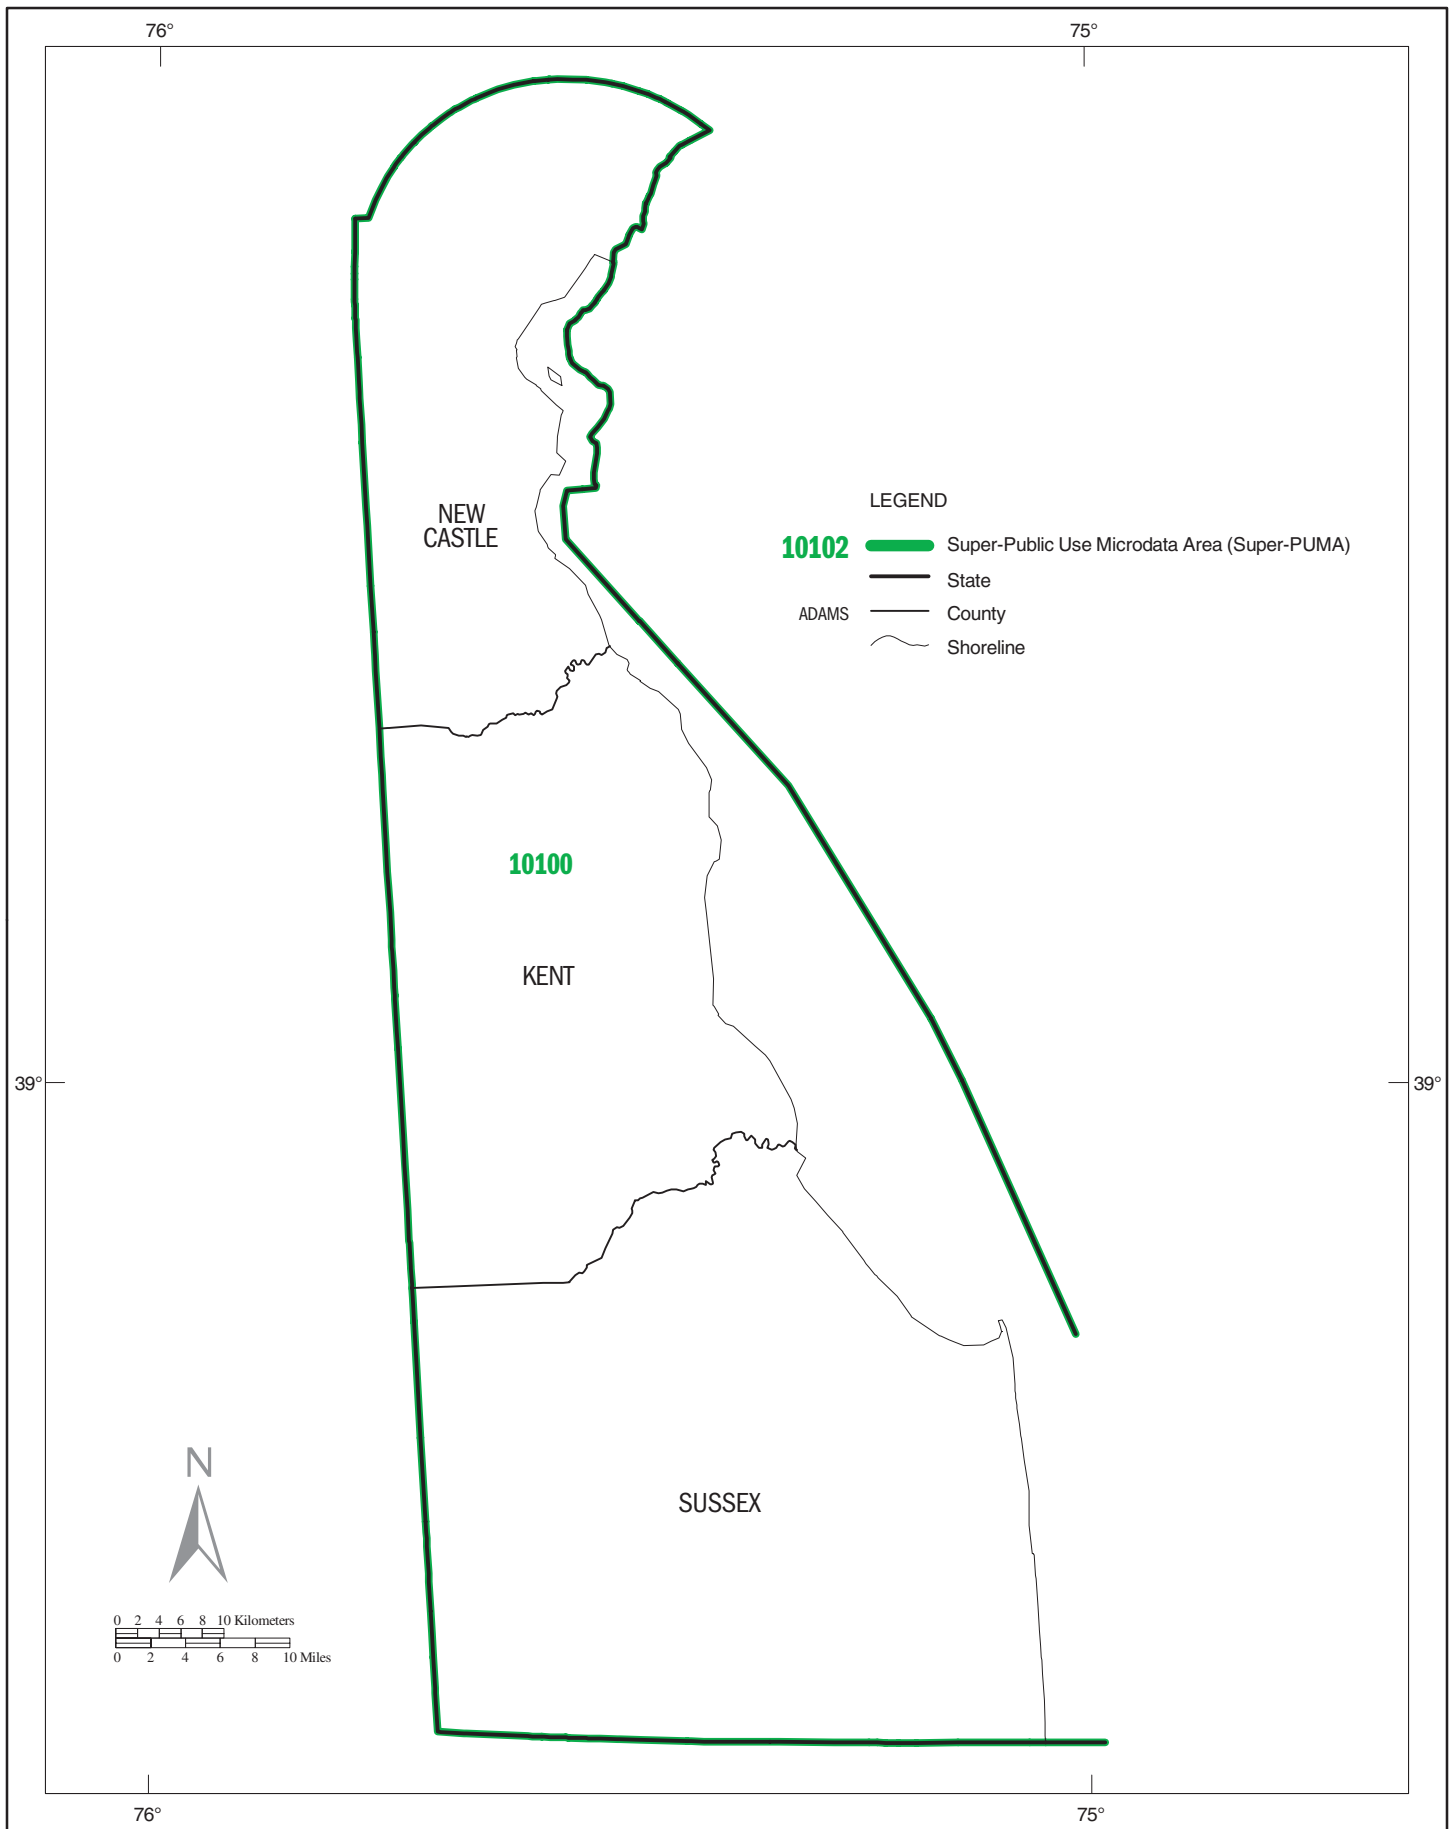 76°
75°
LEGEND
10102 Super-Public Use Microdata Area (Super-PUMA)
State
ADAMS County
Shoreline
NEW
CASTLE
10100
KENT
39°
39°
SUSSEX
N
0 2 4 6 8 10 Kilometers
0 2 4 6 8 10 Miles
76°
75°